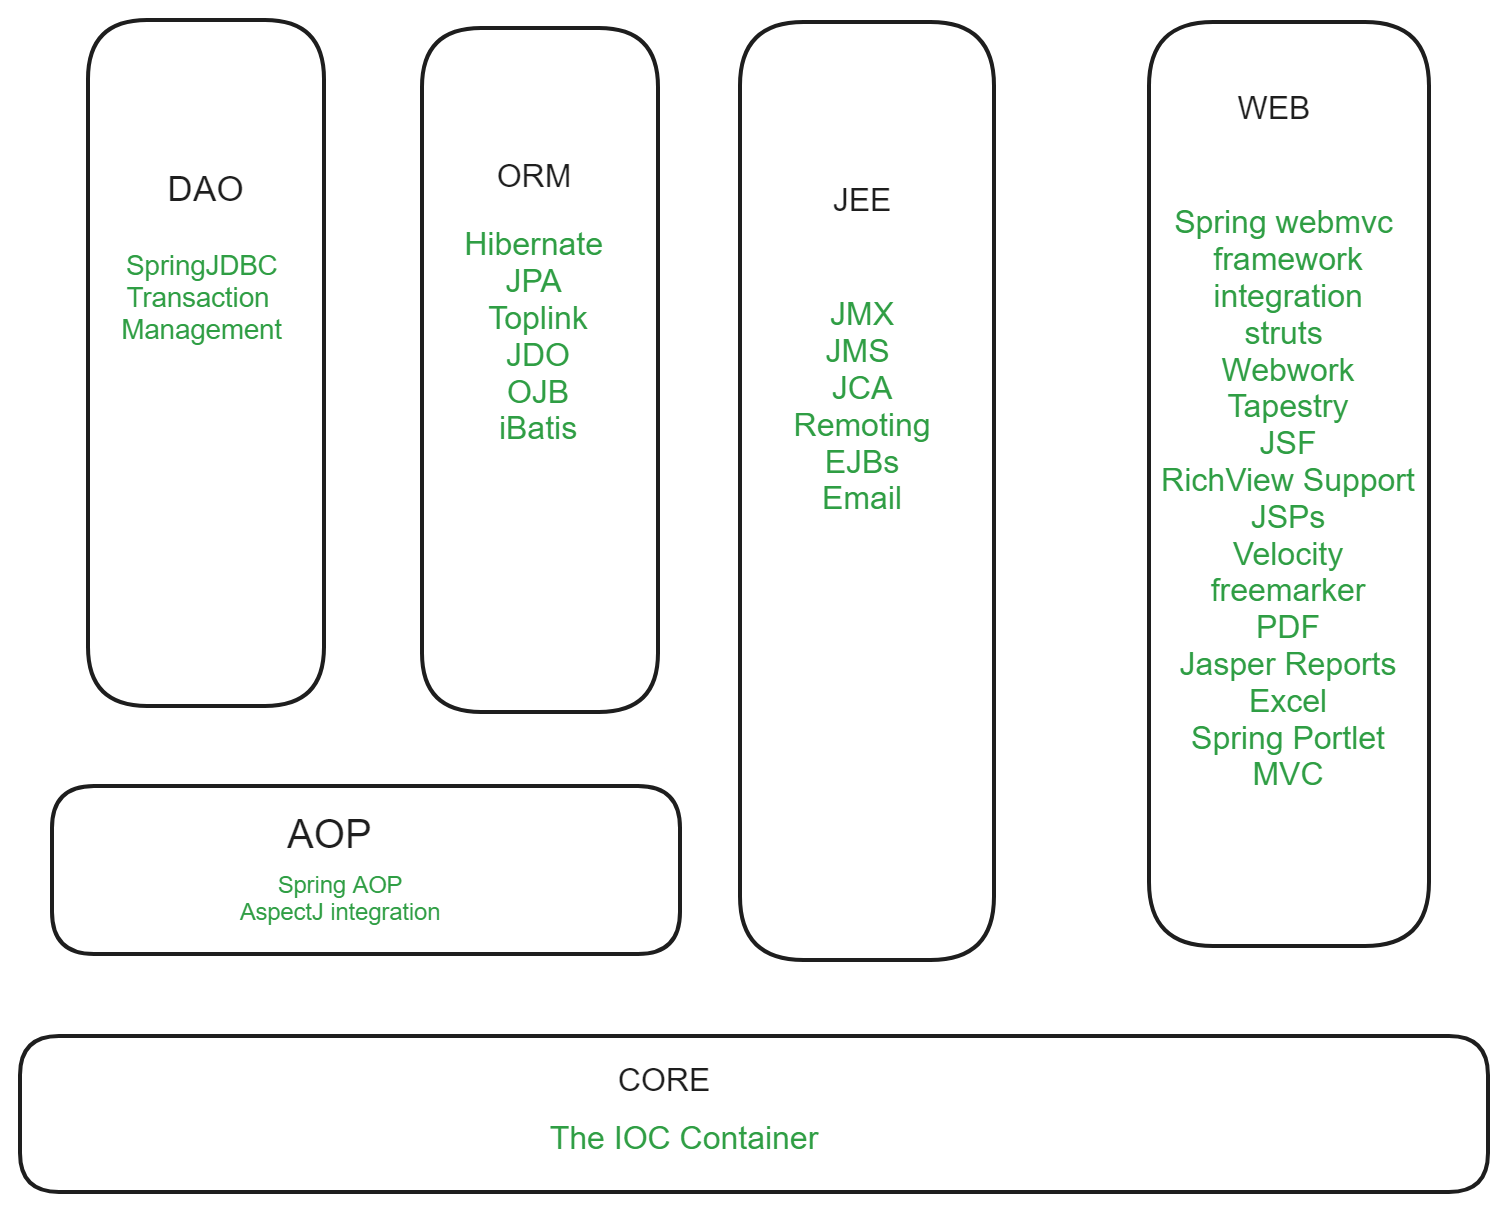 DAO
SpringJDBC
Transaction
Management
ORM
Hibernate
JPA
Toplink
JDO
OJB
iBatis
JEE
JMX
JMS
JCA
Remoting
EJBs
Email
WEB
Spring webmvc
framework
integration
struts
Webwork
Tapestry
JSF
RichView Support
JSPs
Velocity
freemarker
PDF
Jasper Reports
Excel
Spring Portlet
MVC
AOP
Spring AOP
AspectJ integration
CORE
The IOC Container